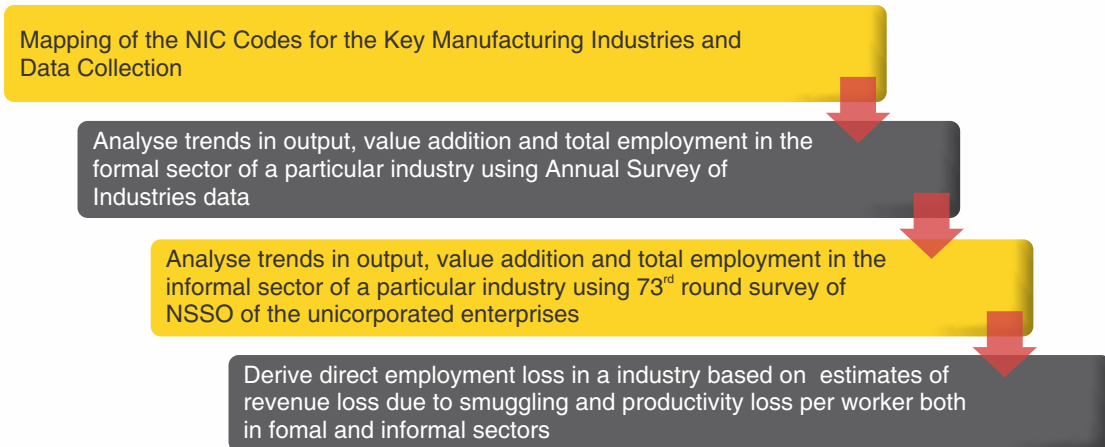 Mapping of the NIC Codes for the Key Manufacturing Industries and
Data Collection
Analyse trends in output, value addition and total employment in the
formal sector of a particular industry using Annual Survey of
Industries data
Analyse trends in output, value addition and total employment in the
informal sector of a particular industry using 73rd round survey of
NSSO of the unicorporated enterprises
Derive direct employment loss in a industry based on estimates of
revenue loss due to smuggling and productivity loss per worker both
in fomal and informal sectors